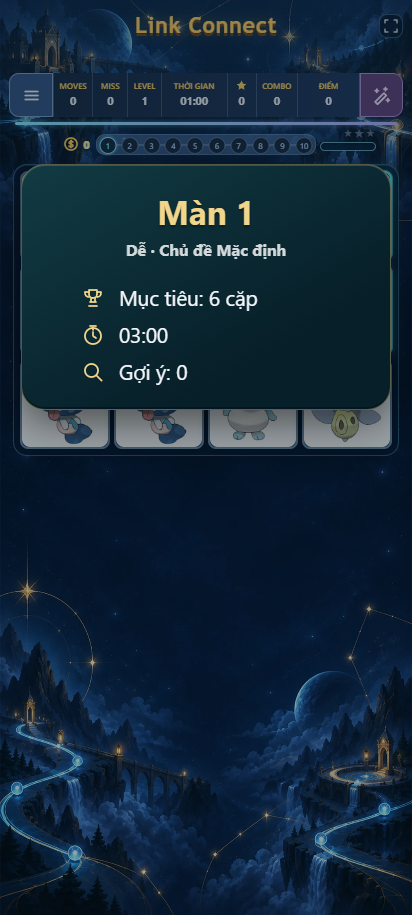 Link Connect
MOVES MISS LEVEL THỜI GIAN COMBO ĐIỂM
0 0 1 01:00 0 0 0
$ 0 1 2 3 4 5 6 7 8 9 10
Màn 1
Dễ • Chủ đề Mặc định
Mục tiêu: 6 cặp
03:00
Gợi ý: 0